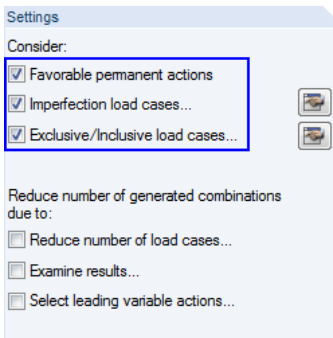 Settings
Consider:
Favorable permanent actions
Imperfection load cases...
Exclusive/Inclusive load cases...
Reduce number of generated combinations
due to:
Reduce number of load cases...
Examine results...
Select leading variable actions...